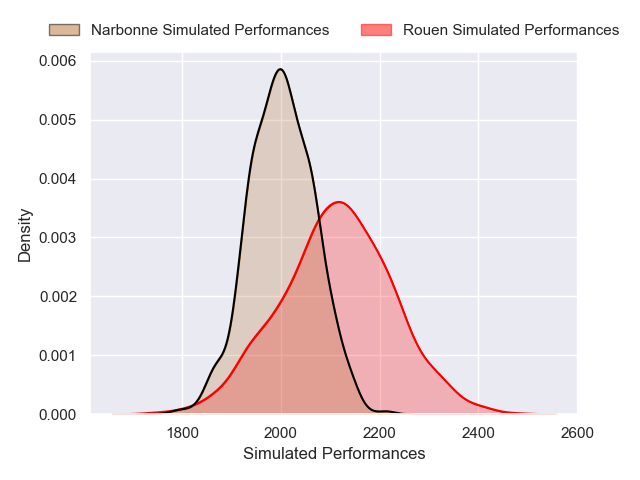 Narbonne Simulated Performances Rouen Simulated Performances
0.006
0.005
0.004
0.003
0.002
0.001
0.000
Density
1800 2000 2200 2400 2600
Simulated Performances